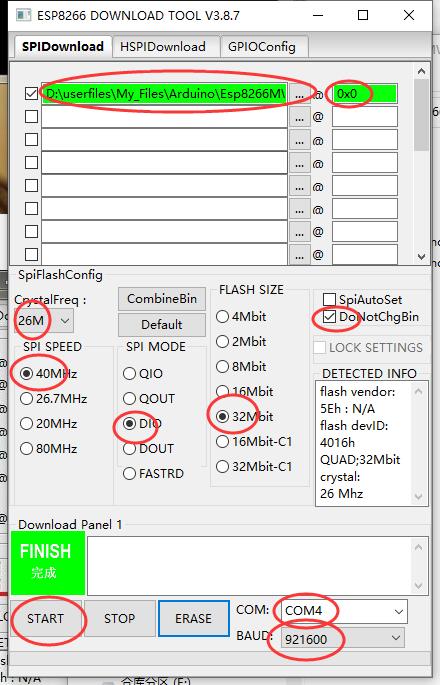 ESP8266 DOWNLOAD TOOL V3.8.7
SPIDownload HSPIDownload GPIOConfig
D:\userfiles\My_Files\Arduino\Esp8266M\ ... @ 0x0
... @
... @
... @
... @
... @
... @
... @
SpiFlashConfig
CrystalFreq :
26M
CombineBin
Default
SPI SPEED
40MHz
26.7MHz
20MHz
80MHz
SPI MODE
QIO
QOUT
DIO
DOUT
FASTRD
FLASH SIZE
4Mbit
2Mbit
8Mbit
16Mbit
32Mbit
16Mbit-C1
32Mbit-C1
SpiAutoSet
DoNotChgBin
LOCK SETTINGS
DETECTED INFO
flash vendor:
5Eh : N/A
flash devID:
4016h
QUAD;32Mbit
crystal:
26 Mhz
Download Panel 1
FINISH
完成
START STOP ERASE
COM: COM4
BAUD: 921600